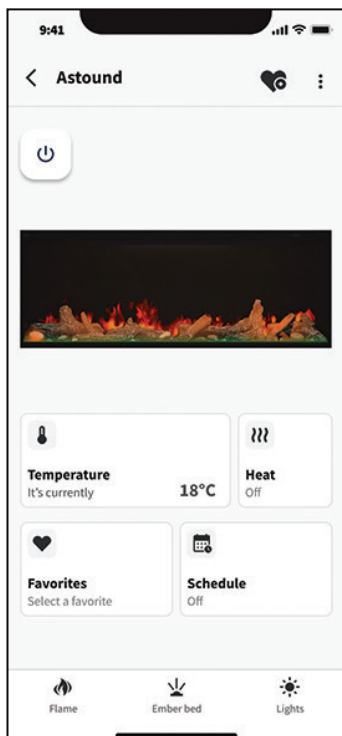 9:41
Astound
Temperature
It's currently
18°C
Heat
Off
Favorites
Select a favorite
Schedule
Off
Flame
Ember bed
Lights